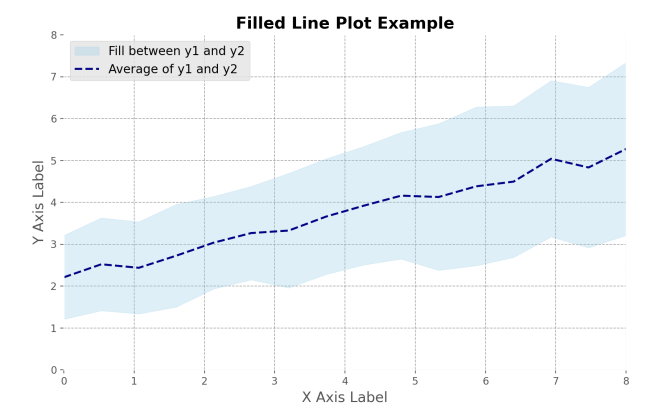 Filled Line Plot Example
Fill between y1 and y2
Average of y1 and y2
Y Axis Label
8
7
6
5
4
3
2
1
0
0 1 2 3 4 5 6 7 8
X Axis Label